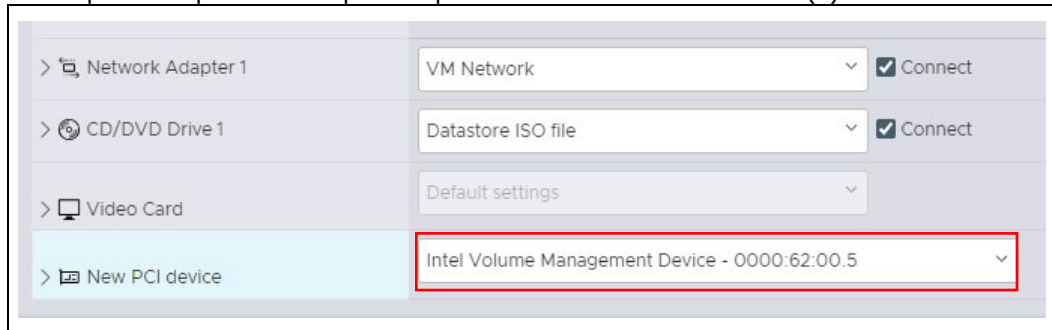 Network Adapter 1 VM Network Connect
CD/DVD Drive 1 Datastore ISO file Connect
Video Card Default settings
New PCI device Intel Volume Management Device - 0000:62:00.5